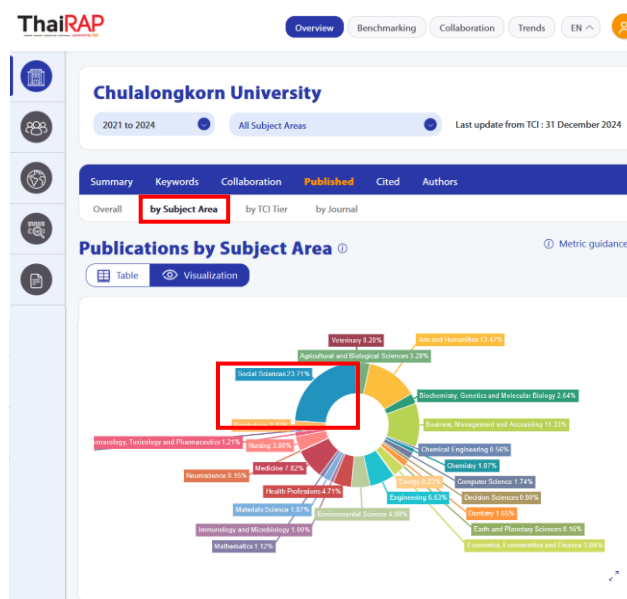 ThaiRAP
Overview Benchmarking Collaboration Trends EN
Chulalongkorn University
2021 to 2024 All Subject Areas Last update from TCI : 31 December 2024
Summary Keywords Collaboration Published Cited Authors
Overall by Subject Area by TCI Tier by Journal
Publications by Subject Area
Metric guidance
Table Visualization
Veterinary 0.20%
Arts and Humanities 13.47%
Agricultural and Biological Sciences 3.28%
Social Sciences 23.71%
Biochemistry, Genetics and Molecular Biology 2.64%
Business, Management and Accounting 11.33%
macology, Toxicology and Pharmaceutics 1.21%
Nursing 3.60%
Chemical Engineering 0.56%
Medicine 7.82%
Chemistry 1.07%
Neuroscience 0.15%
Energy 0.23%
Computer Science 1.74%
Health Professions 4.71%
Engineering 6.63%
Decision Sciences 0.80%
Materials Science 1.07%
Environmental Science 4.90%
Dentistry 1.65%
Immunology and Microbiology 1.00%
Earth and Planetary Sciences 0.16%
Mathematics 1.12%
Economics, Econometrics and Finance 3.00%